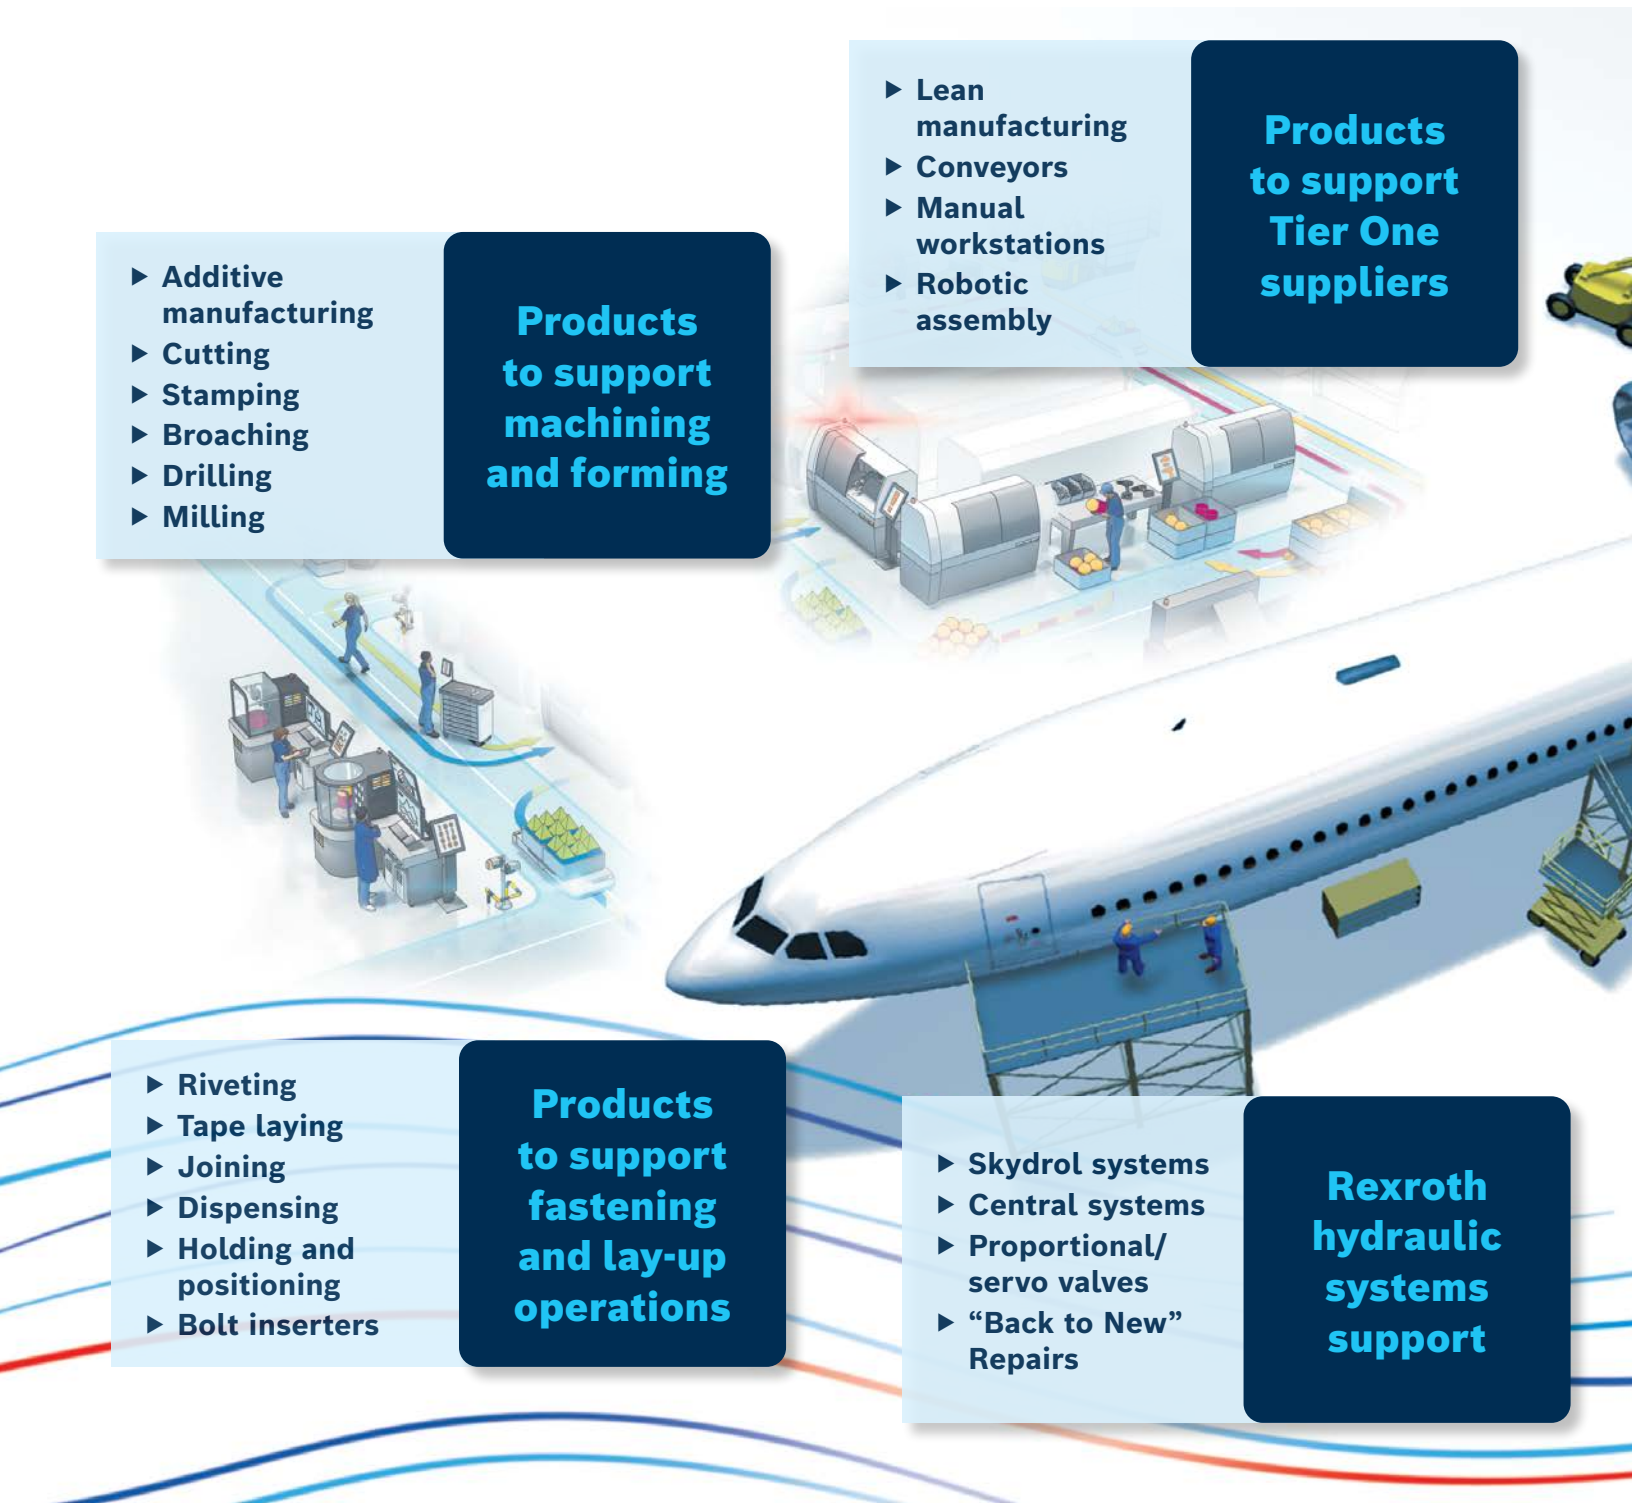 Lean
manufacturing
Conveyors
Manual
workstations
Robotic
assembly
Products
to support
Tier One
suppliers
Additive
manufacturing
Cutting
Stamping
Broaching
Drilling
Milling
Products
to support
machining
and forming
Riveting
Tape laying
Joining
Dispensing
Holding and
positioning
Bolt inserters
Products
to support
fastening
and lay-up
operations
Skydrol systems
Central systems
Proportional/
servo valves
“Back to New”
Repairs
Rexroth
hydraulic
systems
support